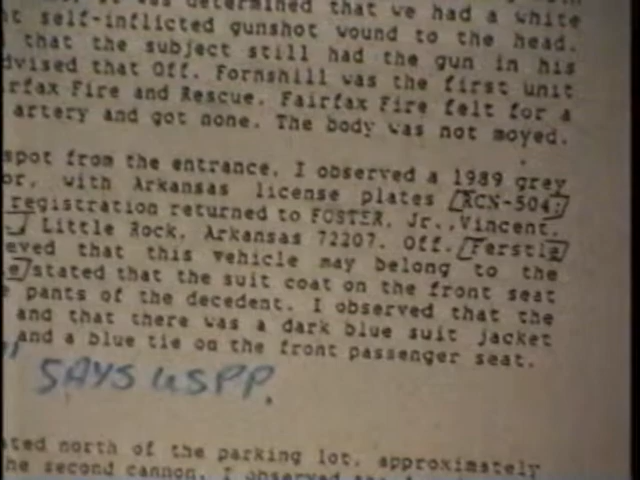 was determined that we had a white
self-inflicted gunshot wound to the head.
that the subject still had the gun in his
dvised that Off. Fornshill was the first unit
rfax Fire and Rescue. Fairfax Fire felt for a
artery and got none. The body was not moved.
spot from the entrance, I observed a 1989 grey
or, with Arkansas license plates RCN-504,
registration returned to FOSTER, Jr., Vincent,
Little Rock, Arkansas 72207. Off. Ferstle
eved that this vehicle may belong to the
e stated that the suit coat on the front seat
e pants of the decedent. I observed that the
and that there was a dark blue suit jacket
and a blue tie on the front passenger seat.
SAYS USPP.
ated north of the parking lot, approximately
he second cannon, I observed